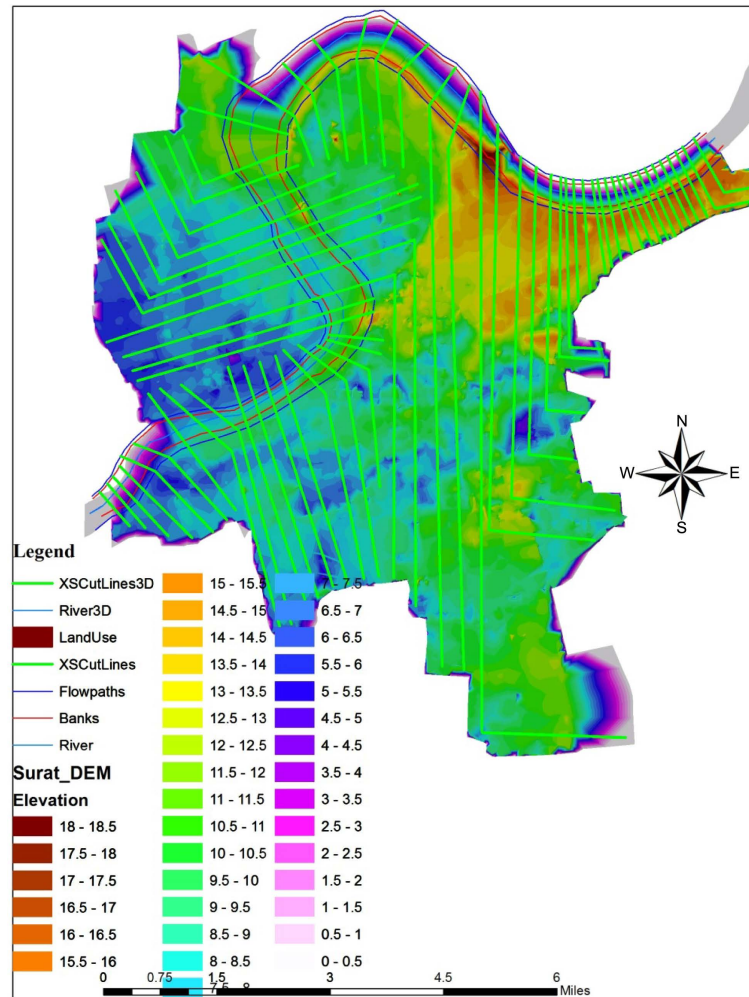 N
W E
S
Legend
XSCutLines3D
River3D
LandUse
XSCutLines
Flowpaths
Banks
River
Surat_DEM
Elevation
18 - 18.5
17.5 - 18
17 - 17.5
16.5 - 17
16 - 16.5
15.5 - 16
15 - 15.5
14.5 - 15
14 - 14.5
13.5 - 14
13 - 13.5
12.5 - 13
12 - 12.5
11.5 - 12
11 - 11.5
10.5 - 11
10 - 10.5
9.5 - 10
9 - 9.5
8.5 - 9
8 - 8.5
7.5 - 8
7 - 7.5
6.5 - 7
6 - 6.5
5.5 - 6
5 - 5.5
4.5 - 5
4 - 4.5
3.5 - 4
3 - 3.5
2.5 - 3
2 - 2.5
1.5 - 2
1 - 1.5
0.5 - 1
0 - 0.5
0 0.75 1.5 3 4.5 6
Miles